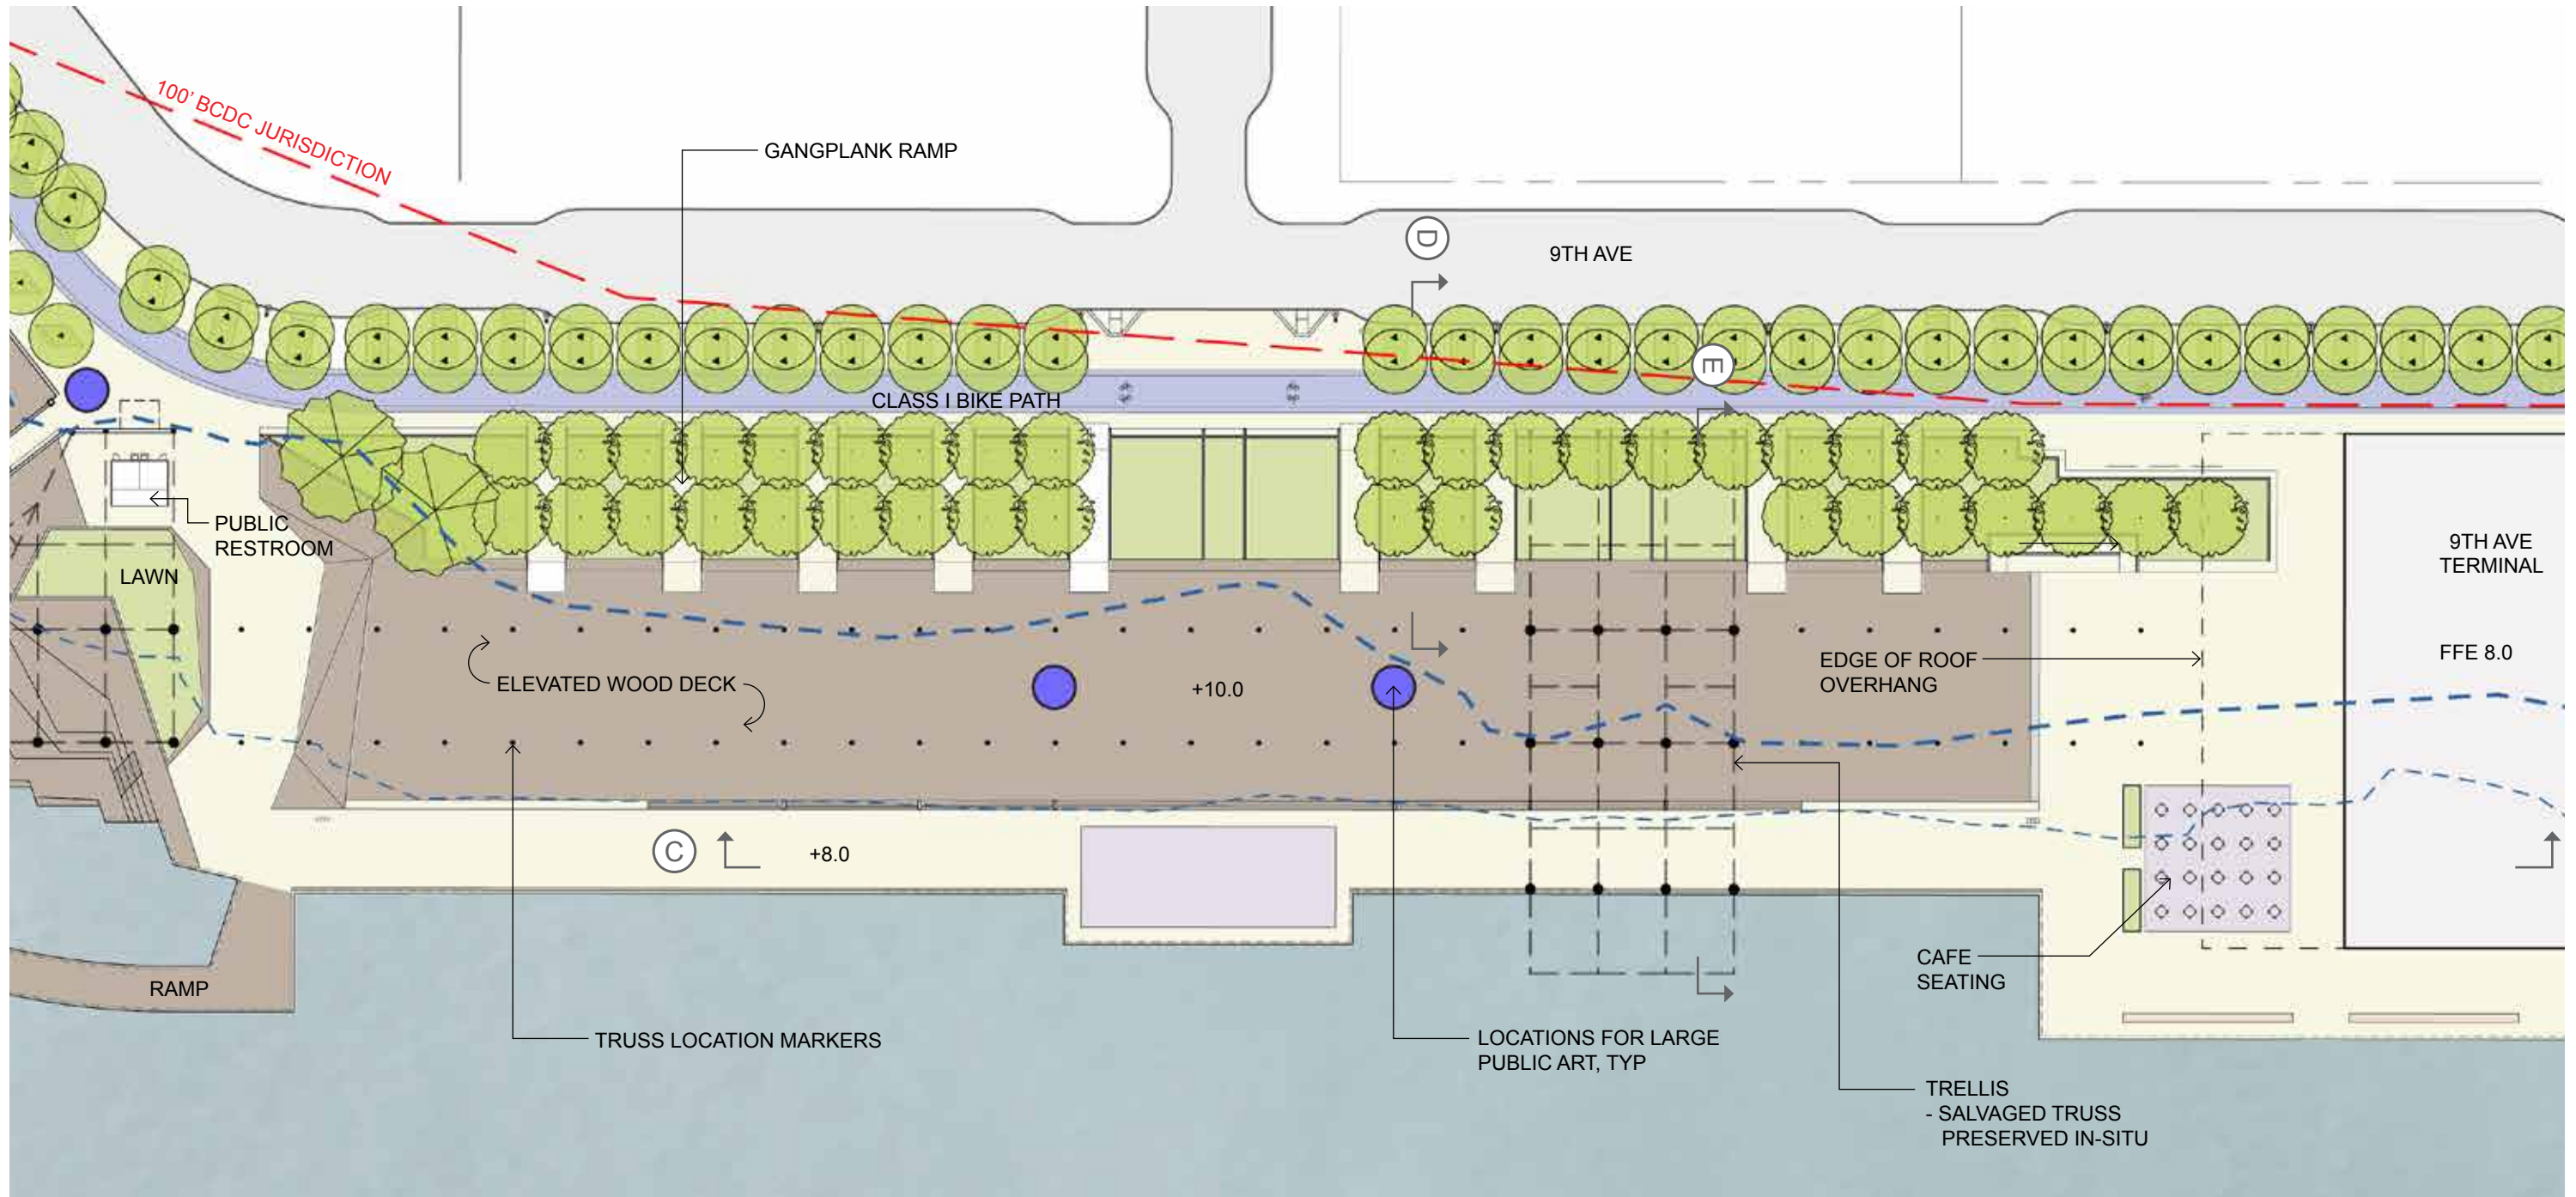 100' BCDC JURISDICTION
GANGPLANK RAMP
D
9TH AVE
E
CLASS I BIKE PATH
PUBLIC
RESTROOM
LAWN
9TH AVE
TERMINAL
FFE 8.0
ELEVATED WOOD DECK
+10.0
EDGE OF ROOF
OVERHANG
C
+8.0
RAMP
CAFE
SEATING
TRUSS LOCATION MARKERS
LOCATIONS FOR LARGE
PUBLIC ART, TYP
TRELLIS
- SALVAGED TRUSS
PRESERVED IN-SITU